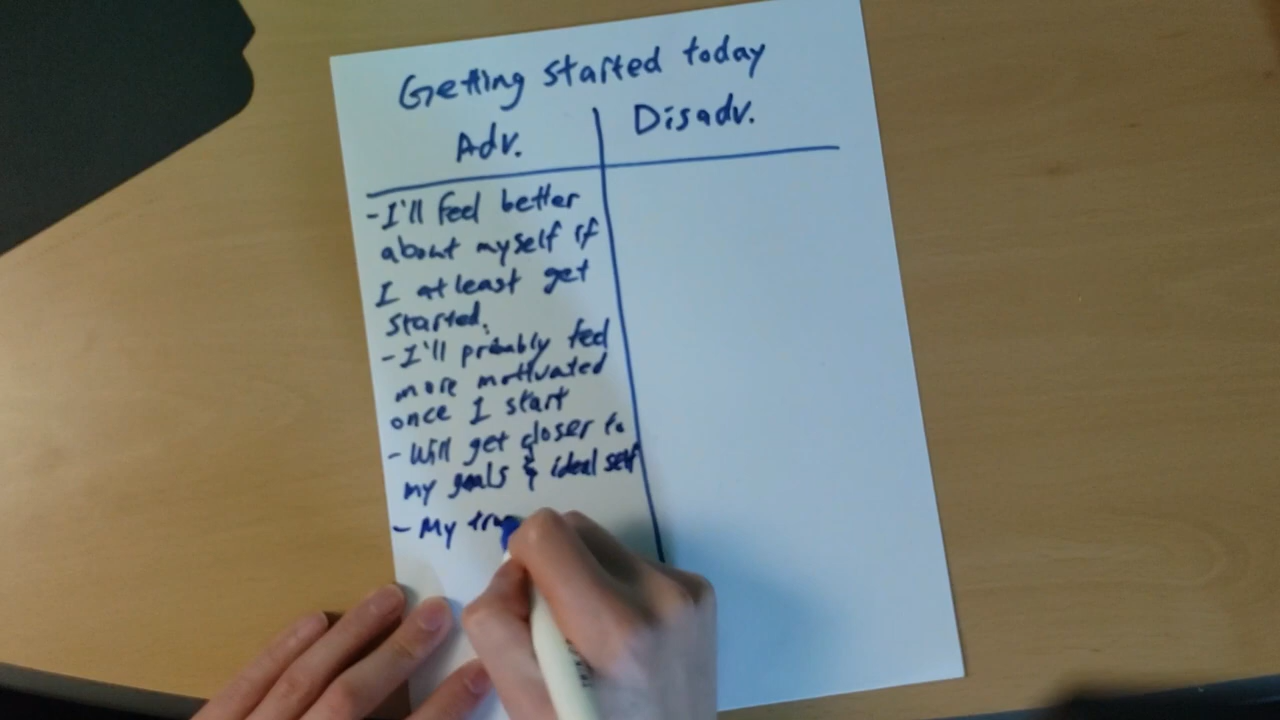 Getting started today
Adv.
Disadv.
-I'll feel better
about myself if
I at least get
started.
-I'll probably feel
more motivated
once I start
- Will get closer to
my goals & ideal self
- My